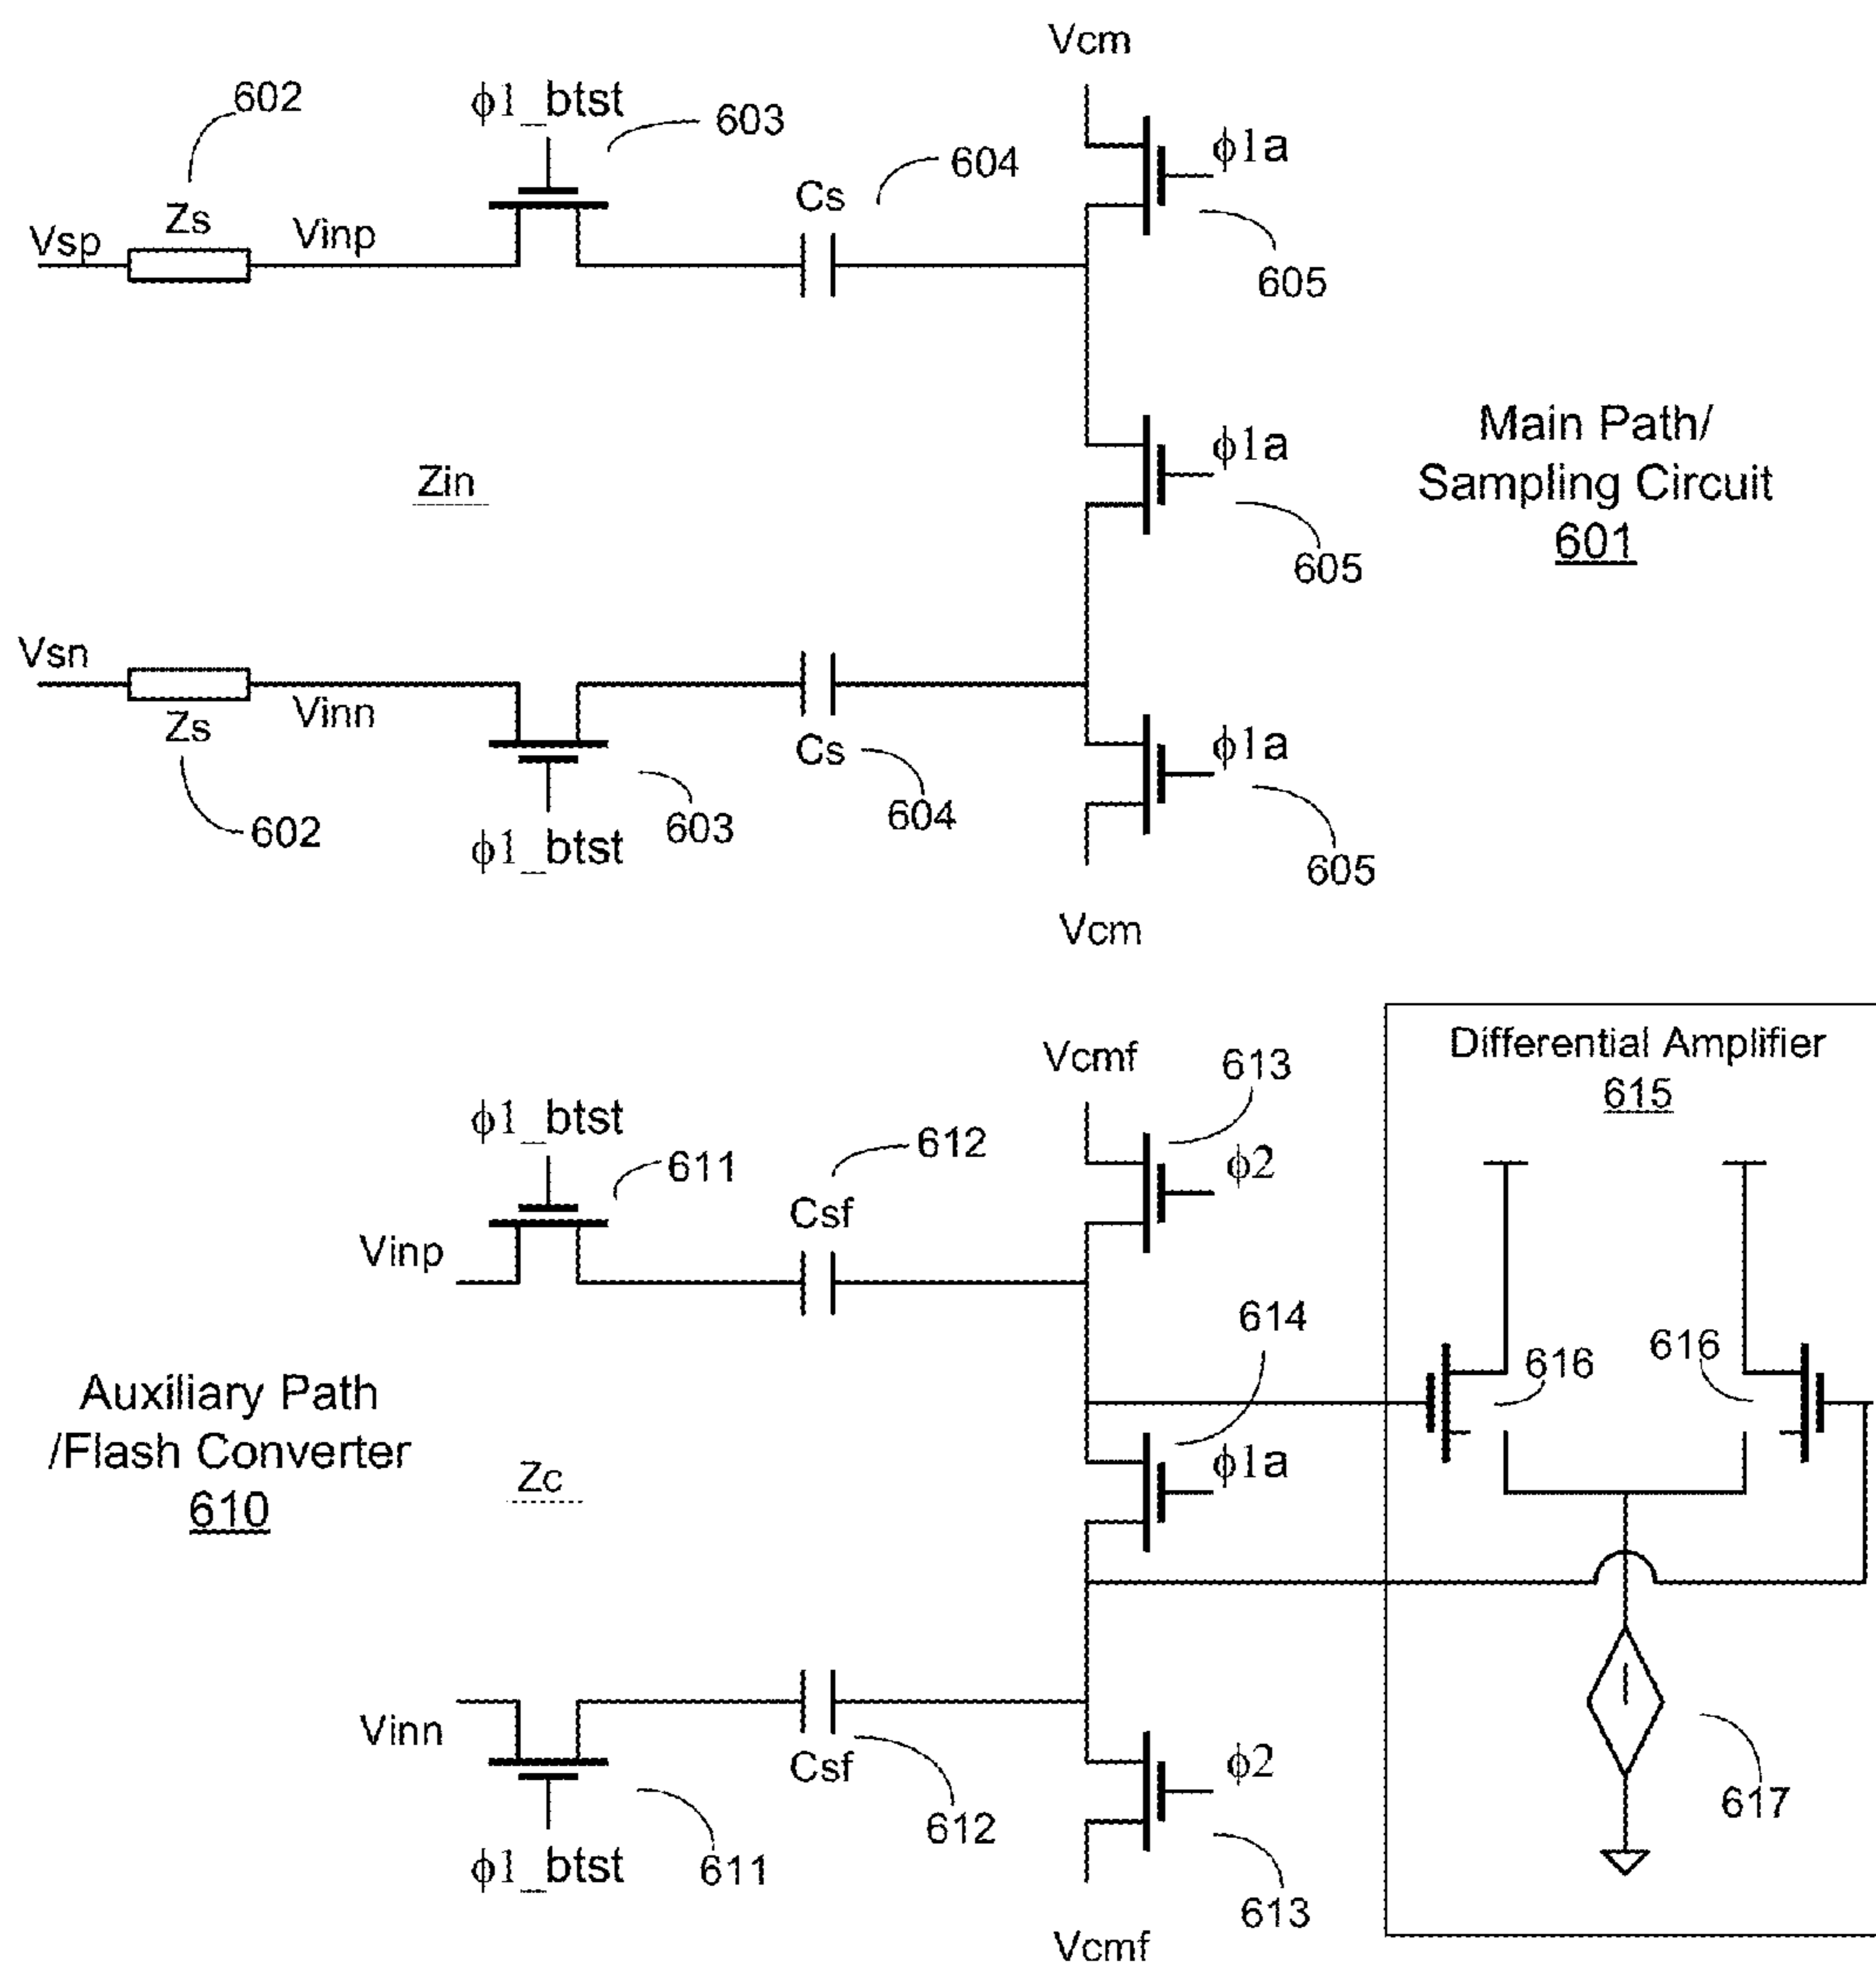 Vcm
602
ϕ1_btst
603
ϕ1a
604
Zs
Cs
Vsp
Vinp
605
ϕ1a
Main Path/
Sampling Circuit
601
Zin
605
Vsn
Vinn
Zs
Cs
ϕ1a
602
603
604
605
ϕ1_btst
Vcm
Vcmf
613
Differential Amplifier
615
ϕ1_btst
611
612
ϕ2
Csf
Vinp
614
616
616
Auxiliary Path
/Flash Converter
610
Zc
ϕ1a
Vinn
Csf
ϕ2
612
617
ϕ1_btst
611
613
Vcmf